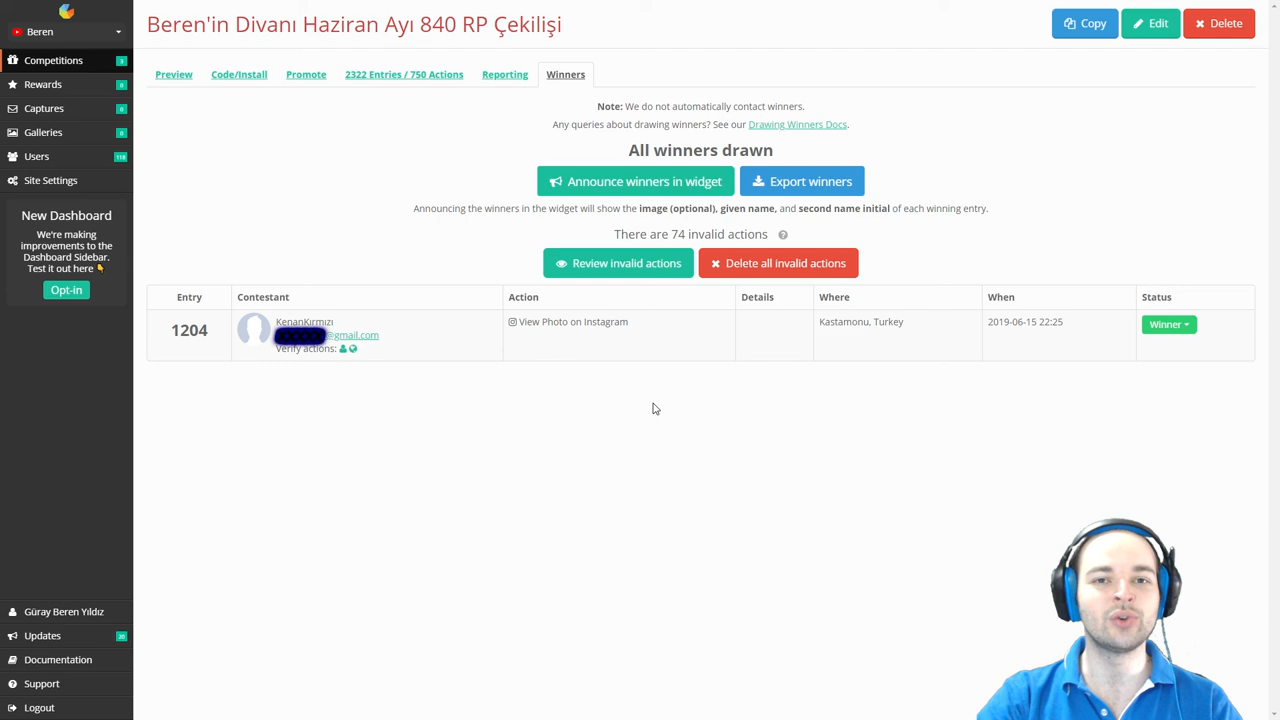 Beren
Competitions 3
Rewards 0
Captures 0
Galleries 0
Users 118
Site Settings
New Dashboard
We're making
improvements to the
Dashboard Sidebar.
Test it out here
Opt-in
Güray Beren Yıldız
Updates 20
Documentation
Support
Logout
Beren'in Divanı Haziran Ayı 840 RP Çekilişi
Copy Edit Delete
Preview Code/Install Promote 2322 Entries / 750 Actions Reporting Winners
Note: We do not automatically contact winners.
Any queries about drawing winners? See our Drawing Winners Docs.
All winners drawn
Announce winners in widget Export winners
Announcing the winners in the widget will show the image (optional), given name, and second name initial of each winning entry.
There are 74 invalid actions
Review invalid actions Delete all invalid actions
Entry Contestant Action Details Where When Status
1204 KenanKırmızı View Photo on Instagram Kastamonu, Turkey 2019-06-15 22:25 Winner
@gmail.com
Verify actions: